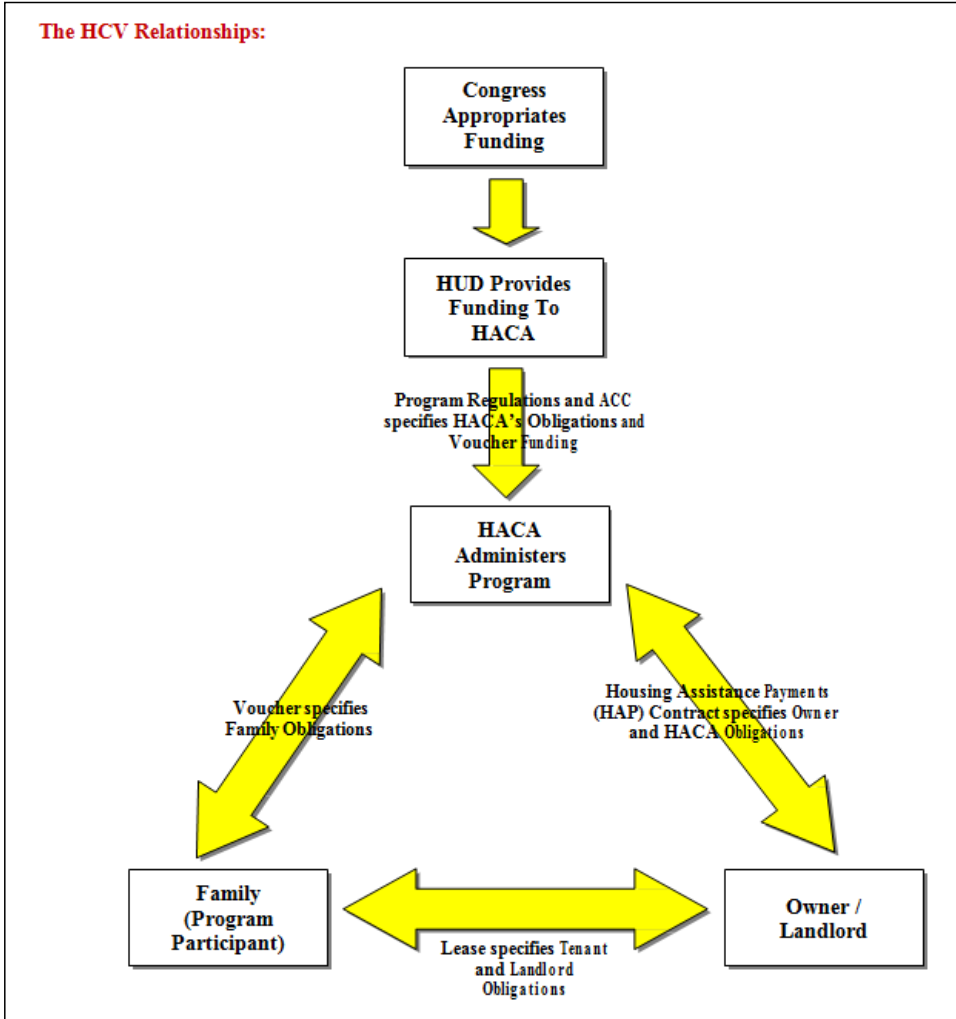 The HCV Relationships:
Congress
Appropriates
Funding
HUD Provides
Funding To
HACA
Program Regulations and ACC
specifies HACA's Obligations and
Voucher Funding
HACA
Administers
Program
Voucher specifies
Family Obligations
Housing Assistance Payments
(HAP) Contract specifies Owner
and HACA Obligations
Family
(Program
Participant)
Lease specifies Tenant
and Landlord
Obligations
Owner /
Landlord